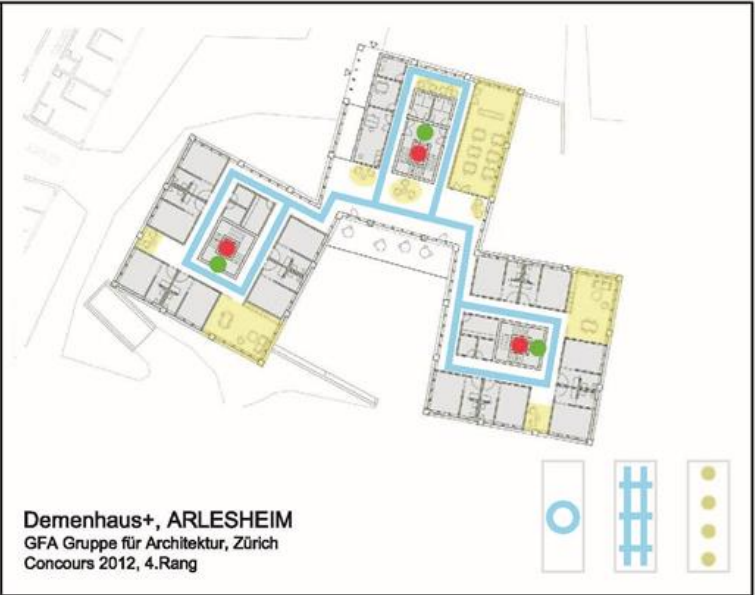 Demenhaus+, ARLESHEIM
GFA Gruppe für Architektur, Zürich
Concours 2012, 4.Rang